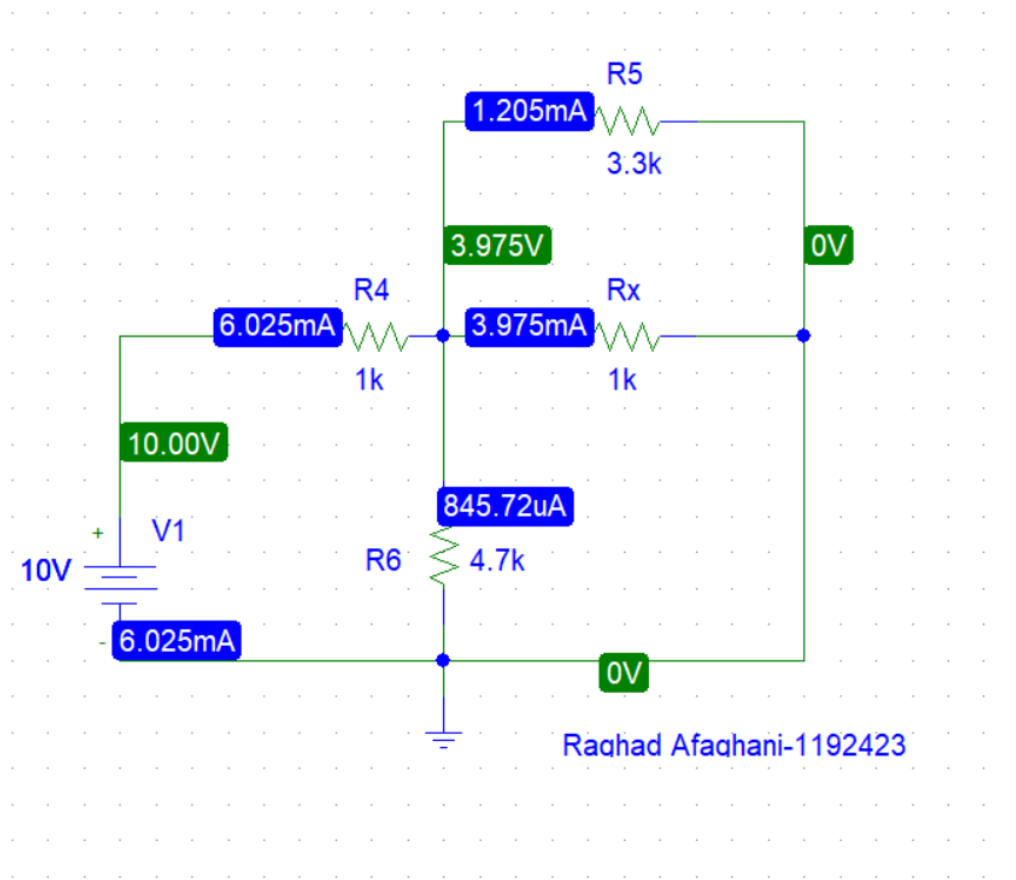 R5
1.205mA
3.3k
3.975V
0V
R4
Rx
6.025mA
3.975mA
1k
1k
10.00V
845.72uA
+
V1
R6
4.7k
10V
-
6.025mA
0V
Raghad Afaghani-1192423